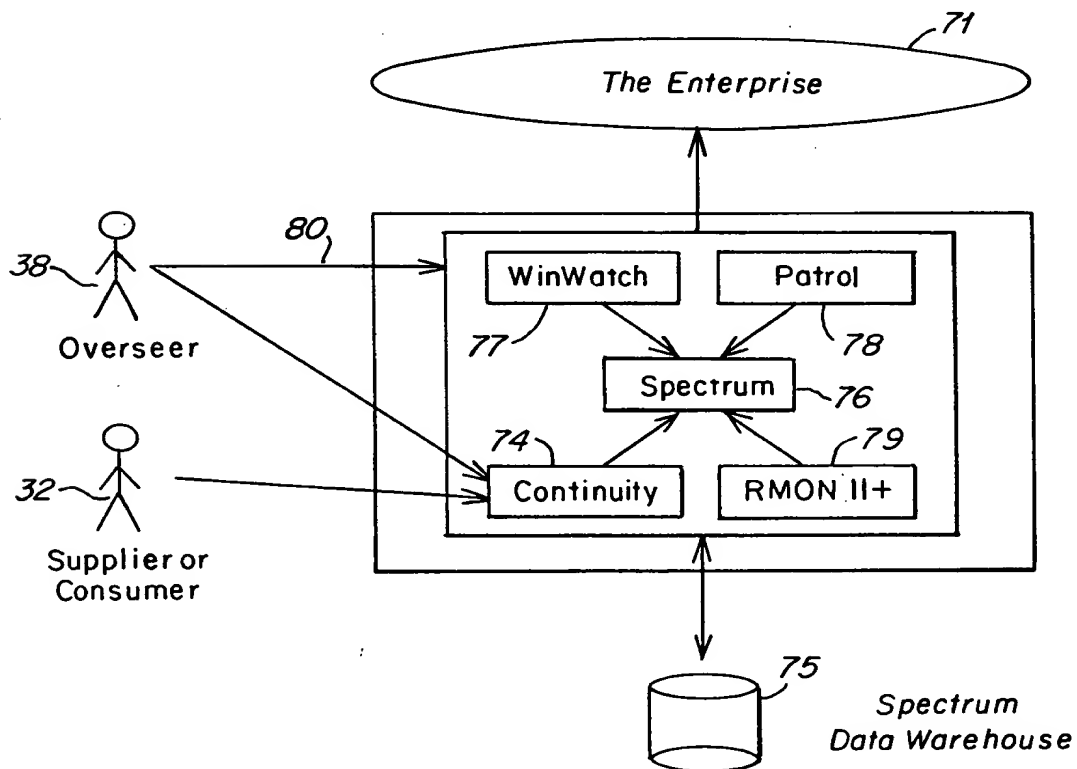 71
The Enterprise
80
38
Overseer
WinWatch
Patrol
77
78
Spectrum
76
74
79
Continuity
RMON II+
32
Supplier or
Consumer
75
Spectrum
Data Warehouse